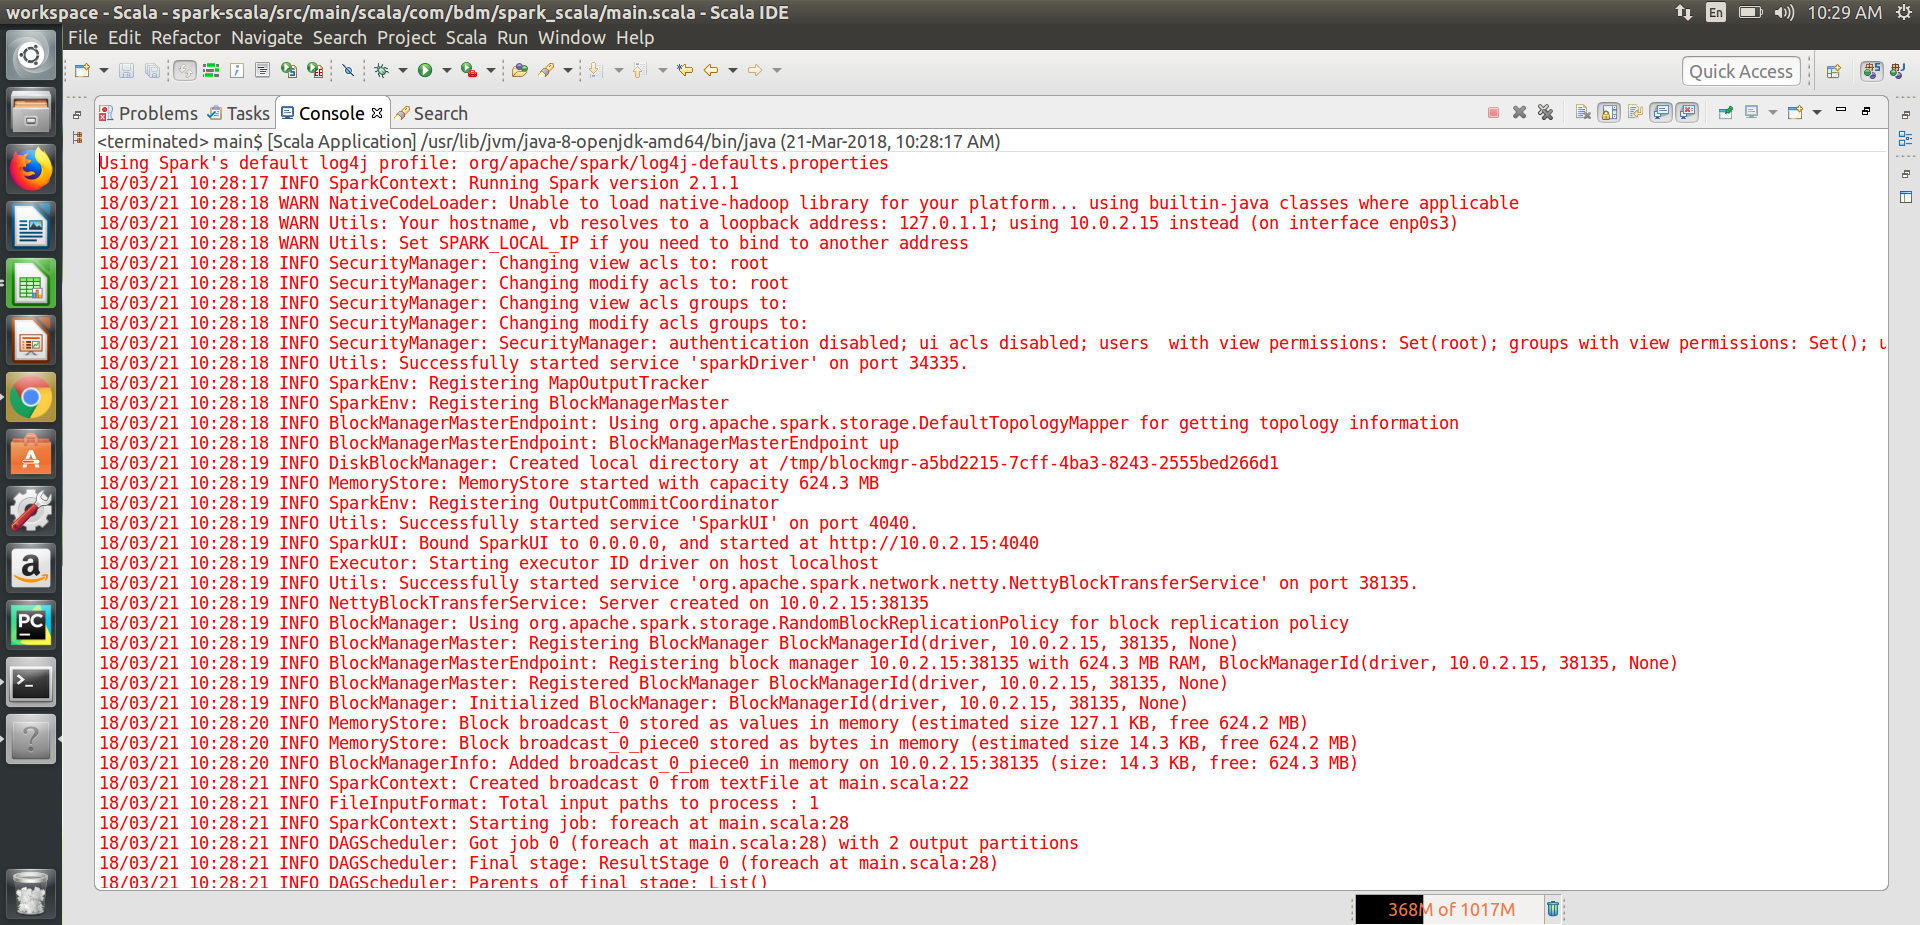 workspace - Scala - spark-scala/src/main/scala/com/bdm/spark_scala/main.scala - Scala IDE
En
10:29 AM
File Edit Refactor Navigate Search Project Scala Run Window Help
Quick Access
Problems Tasks Console Search
<terminated> main$ [Scala Application] /usr/lib/jvm/java-8-openjdk-amd64/bin/java (21-Mar-2018, 10:28:17 AM)
Using Spark's default log4j profile: org/apache/spark/log4j-defaults.properties
18/03/21 10:28:17 INFO SparkContext: Running Spark version 2.1.1
18/03/21 10:28:18 WARN NativeCodeLoader: Unable to load native-hadoop library for your platform... using builtin-java classes where applicable
18/03/21 10:28:18 WARN Utils: Your hostname, vb resolves to a loopback address: 127.0.1.1; using 10.0.2.15 instead (on interface enp0s3)
18/03/21 10:28:18 WARN Utils: Set SPARK_LOCAL_IP if you need to bind to another address
18/03/21 10:28:18 INFO SecurityManager: Changing view acls to: root
18/03/21 10:28:18 INFO SecurityManager: Changing modify acls to: root
18/03/21 10:28:18 INFO SecurityManager: Changing view acls groups to:
18/03/21 10:28:18 INFO SecurityManager: Changing modify acls groups to:
18/03/21 10:28:18 INFO SecurityManager: SecurityManager: authentication disabled; ui acls disabled; users  with view permissions: Set(root); groups with view permissions: Set(); u
18/03/21 10:28:18 INFO Utils: Successfully started service 'sparkDriver' on port 34335.
18/03/21 10:28:18 INFO SparkEnv: Registering MapOutputTracker
18/03/21 10:28:18 INFO SparkEnv: Registering BlockManagerMaster
18/03/21 10:28:18 INFO BlockManagerMasterEndpoint: Using org.apache.spark.storage.DefaultTopologyMapper for getting topology information
18/03/21 10:28:18 INFO BlockManagerMasterEndpoint: BlockManagerMasterEndpoint up
18/03/21 10:28:19 INFO DiskBlockManager: Created local directory at /tmp/blockmgr-a5bd2215-7cff-4ba3-8243-2555bed266d1
18/03/21 10:28:19 INFO MemoryStore: MemoryStore started with capacity 624.3 MB
18/03/21 10:28:19 INFO SparkEnv: Registering OutputCommitCoordinator
18/03/21 10:28:19 INFO Utils: Successfully started service 'SparkUI' on port 4040.
18/03/21 10:28:19 INFO SparkUI: Bound SparkUI to 0.0.0.0, and started at http://10.0.2.15:4040
18/03/21 10:28:19 INFO Executor: Starting executor ID driver on host localhost
18/03/21 10:28:19 INFO Utils: Successfully started service 'org.apache.spark.network.netty.NettyBlockTransferService' on port 38135.
18/03/21 10:28:19 INFO NettyBlockTransferService: Server created on 10.0.2.15:38135
18/03/21 10:28:19 INFO BlockManager: Using org.apache.spark.storage.RandomBlockReplicationPolicy for block replication policy
18/03/21 10:28:19 INFO BlockManagerMaster: Registering BlockManager BlockManagerId(driver, 10.0.2.15, 38135, None)
18/03/21 10:28:19 INFO BlockManagerMasterEndpoint: Registering block manager 10.0.2.15:38135 with 624.3 MB RAM, BlockManagerId(driver, 10.0.2.15, 38135, None)
18/03/21 10:28:19 INFO BlockManagerMaster: Registered BlockManager BlockManagerId(driver, 10.0.2.15, 38135, None)
18/03/21 10:28:19 INFO BlockManager: Initialized BlockManager: BlockManagerId(driver, 10.0.2.15, 38135, None)
18/03/21 10:28:20 INFO MemoryStore: Block broadcast_0 stored as values in memory (estimated size 127.1 KB, free 624.2 MB)
18/03/21 10:28:20 INFO MemoryStore: Block broadcast_0_piece0 stored as bytes in memory (estimated size 14.3 KB, free 624.2 MB)
18/03/21 10:28:20 INFO BlockManagerInfo: Added broadcast_0_piece0 in memory on 10.0.2.15:38135 (size: 14.3 KB, free: 624.3 MB)
18/03/21 10:28:21 INFO SparkContext: Created broadcast 0 from textFile at main.scala:22
18/03/21 10:28:21 INFO FileInputFormat: Total input paths to process : 1
18/03/21 10:28:21 INFO SparkContext: Starting job: foreach at main.scala:28
18/03/21 10:28:21 INFO DAGScheduler: Got job 0 (foreach at main.scala:28) with 2 output partitions
18/03/21 10:28:21 INFO DAGScheduler: Final stage: ResultStage 0 (foreach at main.scala:28)
18/03/21 10:28:21 INFO DAGScheduler: Parents of final stage: List()
368M of 1017M
a
PC